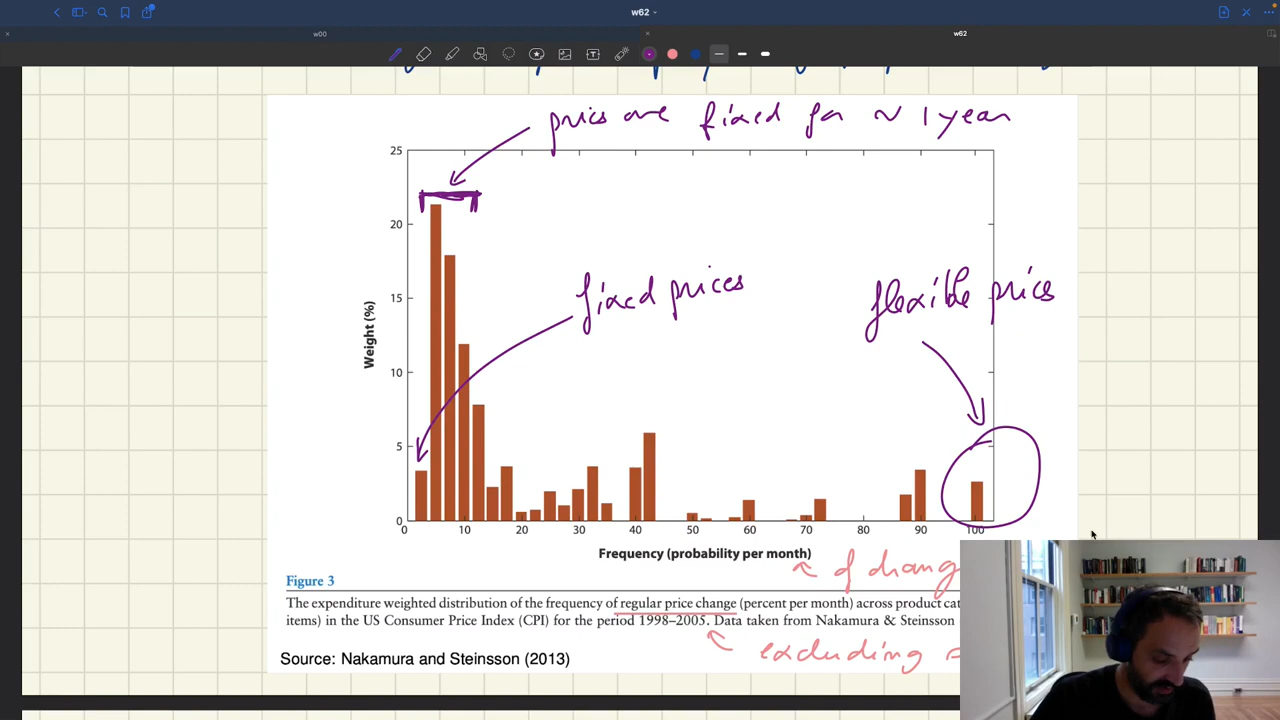 w62
w00
w62
prices are fixed for ~ 1 year
25
20
15
10
5
0
Weight (%)
fixed prices
flexible prices
0 10 20 30 40 50 60 70 80 90 100
Frequency (probability per month)
of chang
Figure 3
The expenditure weighted distribution of the frequency of regular price change (percent per month) across product cat
items) in the US Consumer Price Index (CPI) for the period 1998–2005. Data taken from Nakamura & Steinsson
excluding
Source: Nakamura and Steinsson (2013)